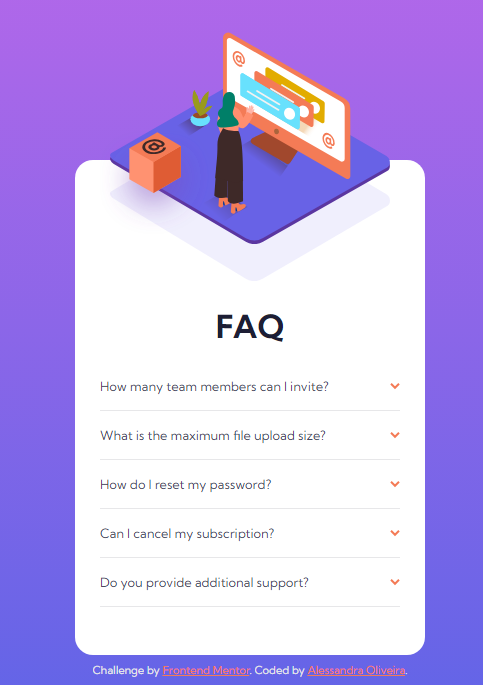 @
@
@
FAQ
How many team members can I invite?
What is the maximum file upload size?
How do I reset my password?
Can I cancel my subscription?
Do you provide additional support?
Challenge by Frontend Mentor. Coded by Alessandra Oliveira.